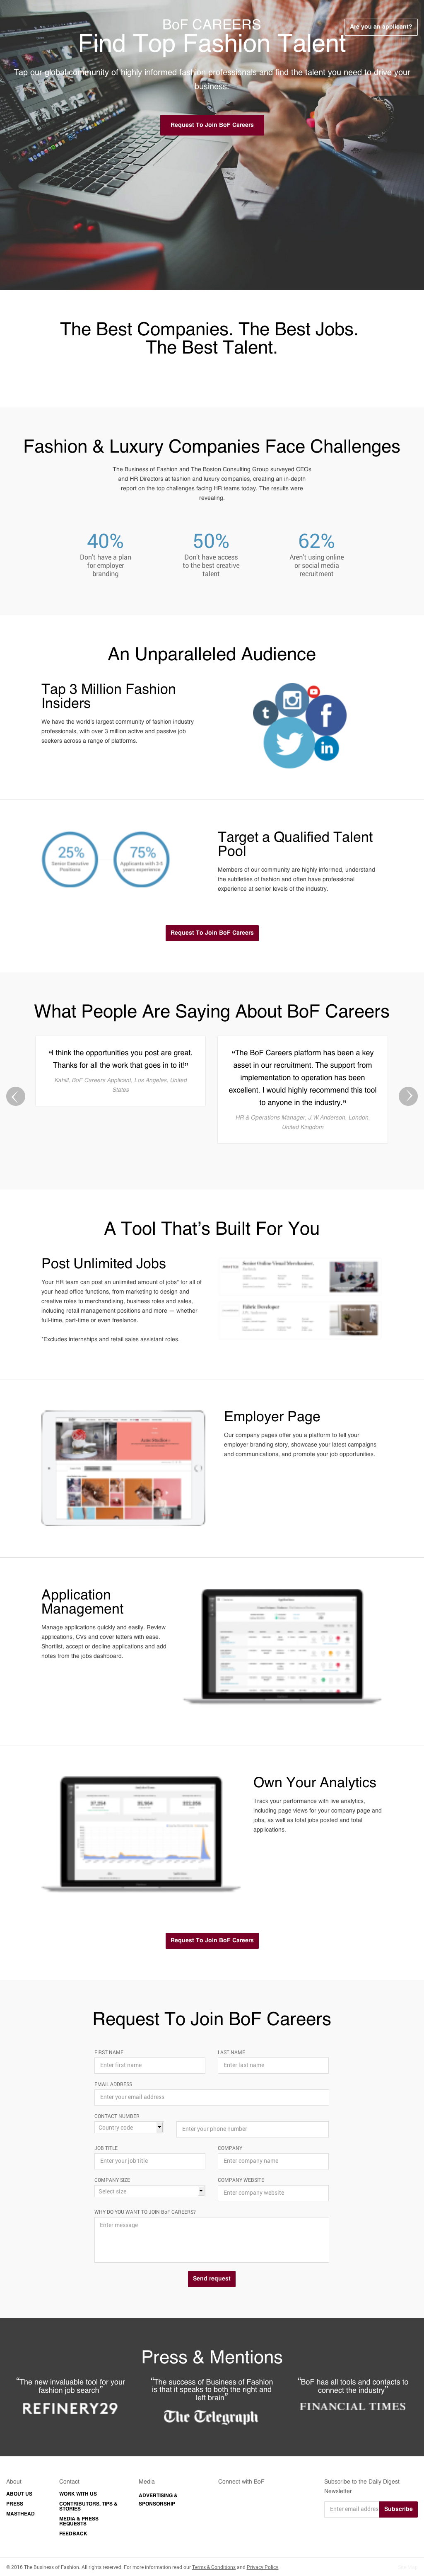 BoF CAREERS
Are you an applicant?
Find Top Fashion Talent
Tap our global community of highly informed fashion professionals and find the talent you need to drive your
business.
Request To Join BoF Careers
The Best Companies. The Best Jobs.
The Best Talent.
Fashion & Luxury Companies Face Challenges
The Business of Fashion and The Boston Consulting Group surveyed CEOs
and HR Directors at fashion and luxury companies, creating an in-depth
report on the top challenges facing HR teams today. The results were
revealing.
40% 50% 62%
Don't have a plan Don't have access Aren't using online
for employer to the best creative or social media
branding talent recruitment
An Unparalleled Audience
Tap 3 Million Fashion
Insiders
We have the world's largest community of fashion industry
professionals, with over 3 million active and passive job
seekers across a range of platforms.
25%
Senior-Executive
Positions
75%
Applicants with 3-5
years experience
Target a Qualified Talent
Pool
Members of our community are highly informed, understand
the subtleties of fashion and often have professional
experience at senior levels of the industry.
Request To Join BoF Careers
What People Are Saying About BoF Careers
“I think the opportunities you post are great.
Thanks for all the work that goes in to it!”
Kahlil, BoF Careers Applicant, Los Angeles, United
States
“The BoF Careers platform has been a key
asset in our recruitment. The support from
implementation to operation has been
excellent. I would highly recommend this tool
to anyone in the industry.”
HR & Operations Manager, J.W.Anderson, London,
United Kingdom
A Tool That's Built For You
Post Unlimited Jobs
Your HR team can post an unlimited amount of jobs* for all of
your head office functions, from marketing to design and
creative roles to merchandising, business roles and sales,
including retail management positions and more — whether
full-time, part-time or even freelance.
*Excludes internships and retail sales assistant roles.
Senior Online Visual Merchandiser,
Fabric Developer
Employer Page
Our company pages offer you a platform to tell your
employer branding story, showcase your latest campaigns
and communications, and promote your job opportunities.
Application
Management
Manage applications quickly and easily. Review
applications, CVs and cover letters with ease.
Shortlist, accept or decline applications and add
notes from the jobs dashboard.
Own Your Analytics
Track your performance with live analytics,
including page views for your company page and
jobs, as well as total jobs posted and total
applications.
Request To Join BoF Careers
Request To Join BoF Careers
FIRST NAME LAST NAME
Enter first name Enter last name
EMAIL ADDRESS
Enter your email address
CONTACT NUMBER
Country code Enter your phone number
JOB TITLE COMPANY
Enter your job title Enter company name
COMPANY SIZE COMPANY WEBSITE
Select size Enter company website
WHY DO YOU WANT TO JOIN BoF CAREERS?
Enter message
Send request
Press & Mentions
“The new invaluable tool for your
fashion job search”
REFINERY29
“The success of Business of Fashion
is that it speaks to both the right and
left brain”
The Telegraph
“BoF has all tools and contacts to
connect the industry”
FINANCIAL TIMES
About
ABOUT US
PRESS
MASTHEAD
Contact
WORK WITH US
CONTRIBUTORS, TIPS &
STORIES
MEDIA & PRESS
REQUESTS
FEEDBACK
Media
ADVERTISING &
SPONSORSHIP
Connect with BoF
Subscribe to the Daily Digest
Newsletter
Enter email addres
Subscribe
© 2016 The Business of Fashion. All rights reserved. For more information read our Terms & Conditions and Privacy Policy.